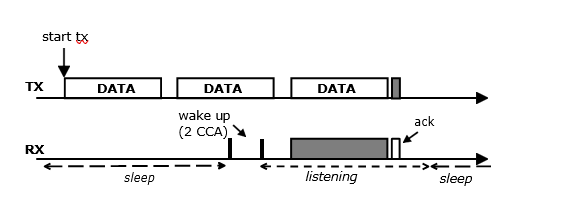 start tx
TX
DATA DATA DATA
wake up
(2 CCA)
ack
RX
sleep
listening
sleep